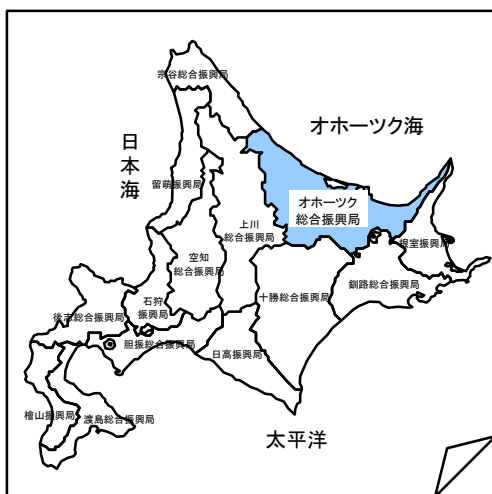 宗谷総合振興局
オホーツク海
日
本
海
留萌振興局
オホーツク
総合振興局
上川
総合振興局
根室振興局
空知
総合振興局
釧路総合振興局
石狩
振興局
十勝総合振興局
後志総合振興局
胆振総合振興局
日高振興局
檜山振興局
渡島総合振興局
太平洋